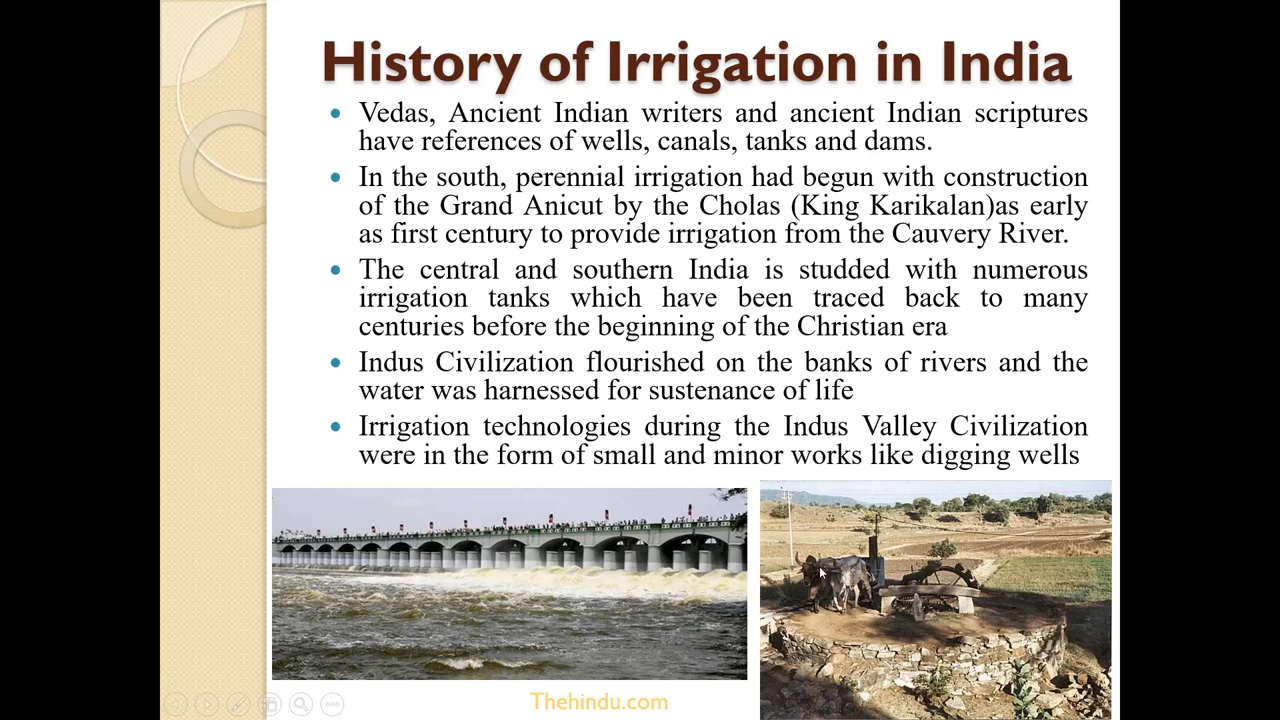 History of Irrigation in India
Vedas, Ancient Indian writers and ancient Indian scriptures
have references of wells, canals, tanks and dams.
In the south, perennial irrigation had begun with construction
of the Grand Anicut by the Cholas (King Karikalan)as early
as first century to provide irrigation from the Cauvery River.
The central and southern India is studded with numerous
irrigation tanks which have been traced back to many
centuries before the beginning of the Christian era
Indus Civilization flourished on the banks of rivers and the
water was harnessed for sustenance of life
Irrigation technologies during the Indus Valley Civilization
were in the form of small and minor works like digging wells
Thehindu.com